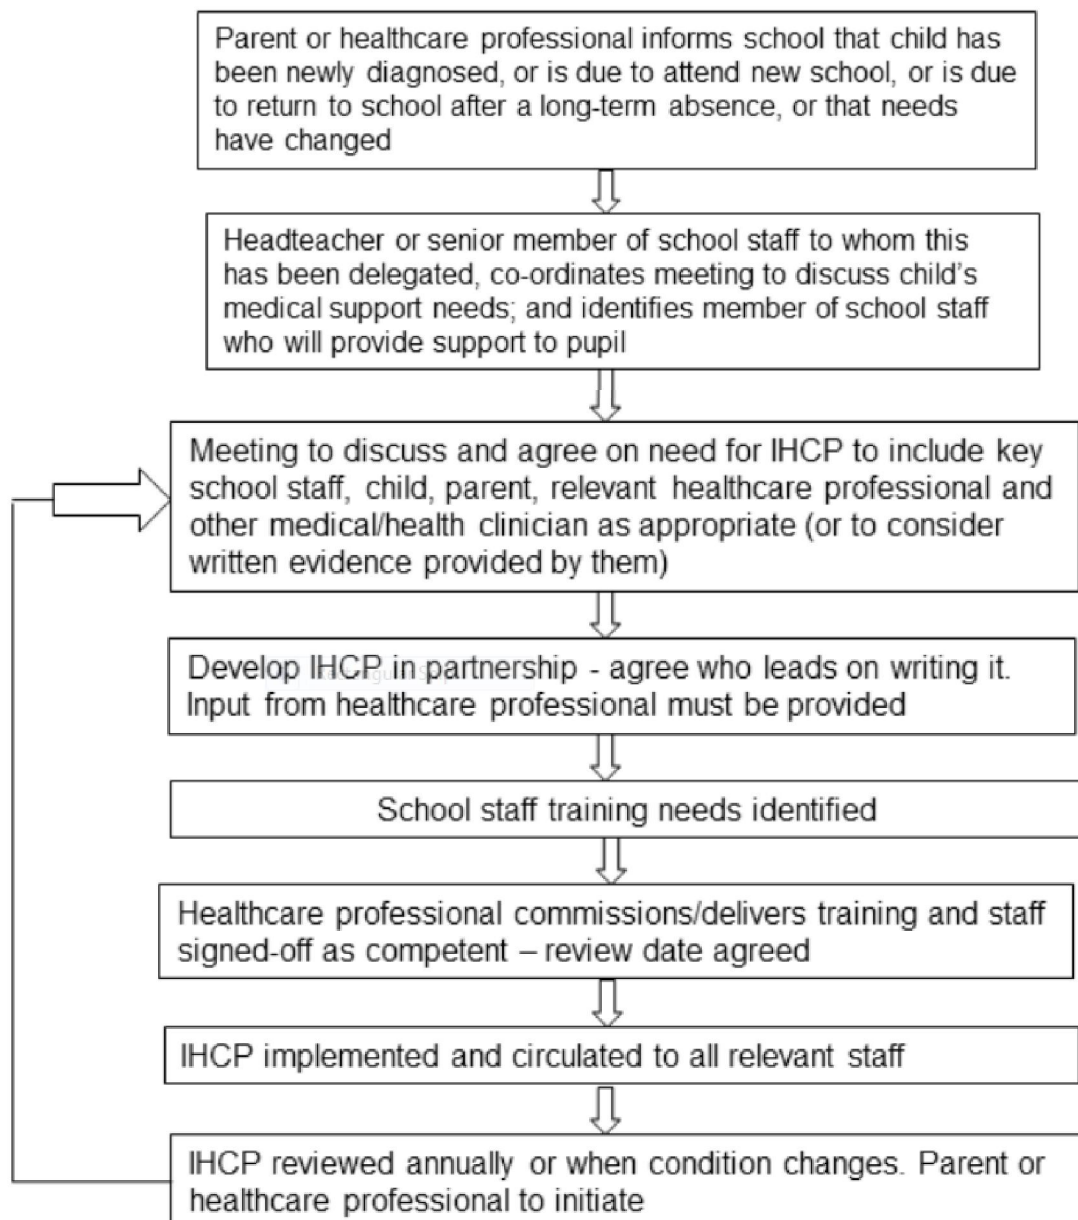 Parent or healthcare professional informs school that child has
been newly diagnosed, or is due to attend new school, or is due
to return to school after a long-term absence, or that needs
have changed
Headteacher or senior member of school staff to whom this
has been delegated, co-ordinates meeting to discuss child's
medical support needs; and identifies member of school staff
who will provide support to pupil
Meeting to discuss and agree on need for IHCP to include key
school staff, child, parent, relevant healthcare professional and
other medical/health clinician as appropriate (or to consider
written evidence provided by them)
Develop IHCP in partnership - agree who leads on writing it.
Input from healthcare professional must be provided
School staff training needs identified
Healthcare professional commissions/delivers training and staff
signed-off as competent – review date agreed
IHCP implemented and circulated to all relevant staff
IHCP reviewed annually or when condition changes. Parent or
healthcare professional to initiate